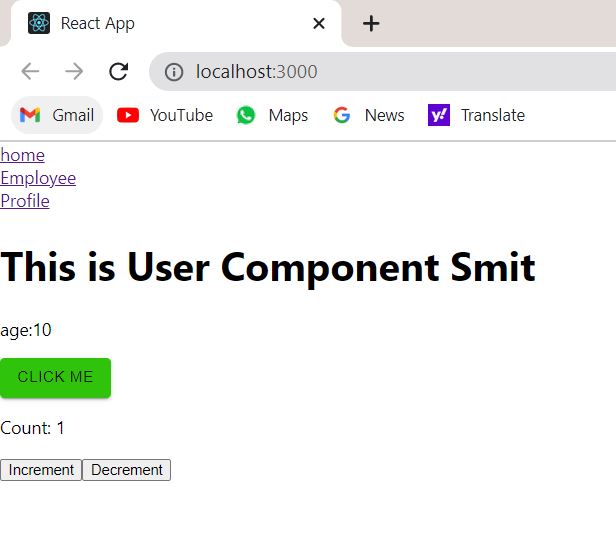 React App
localhost:3000
Gmail YouTube Maps News Translate
home
Employee
Profile
This is User Component Smit
age:10
CLICK ME
Count: 1
Increment Decrement